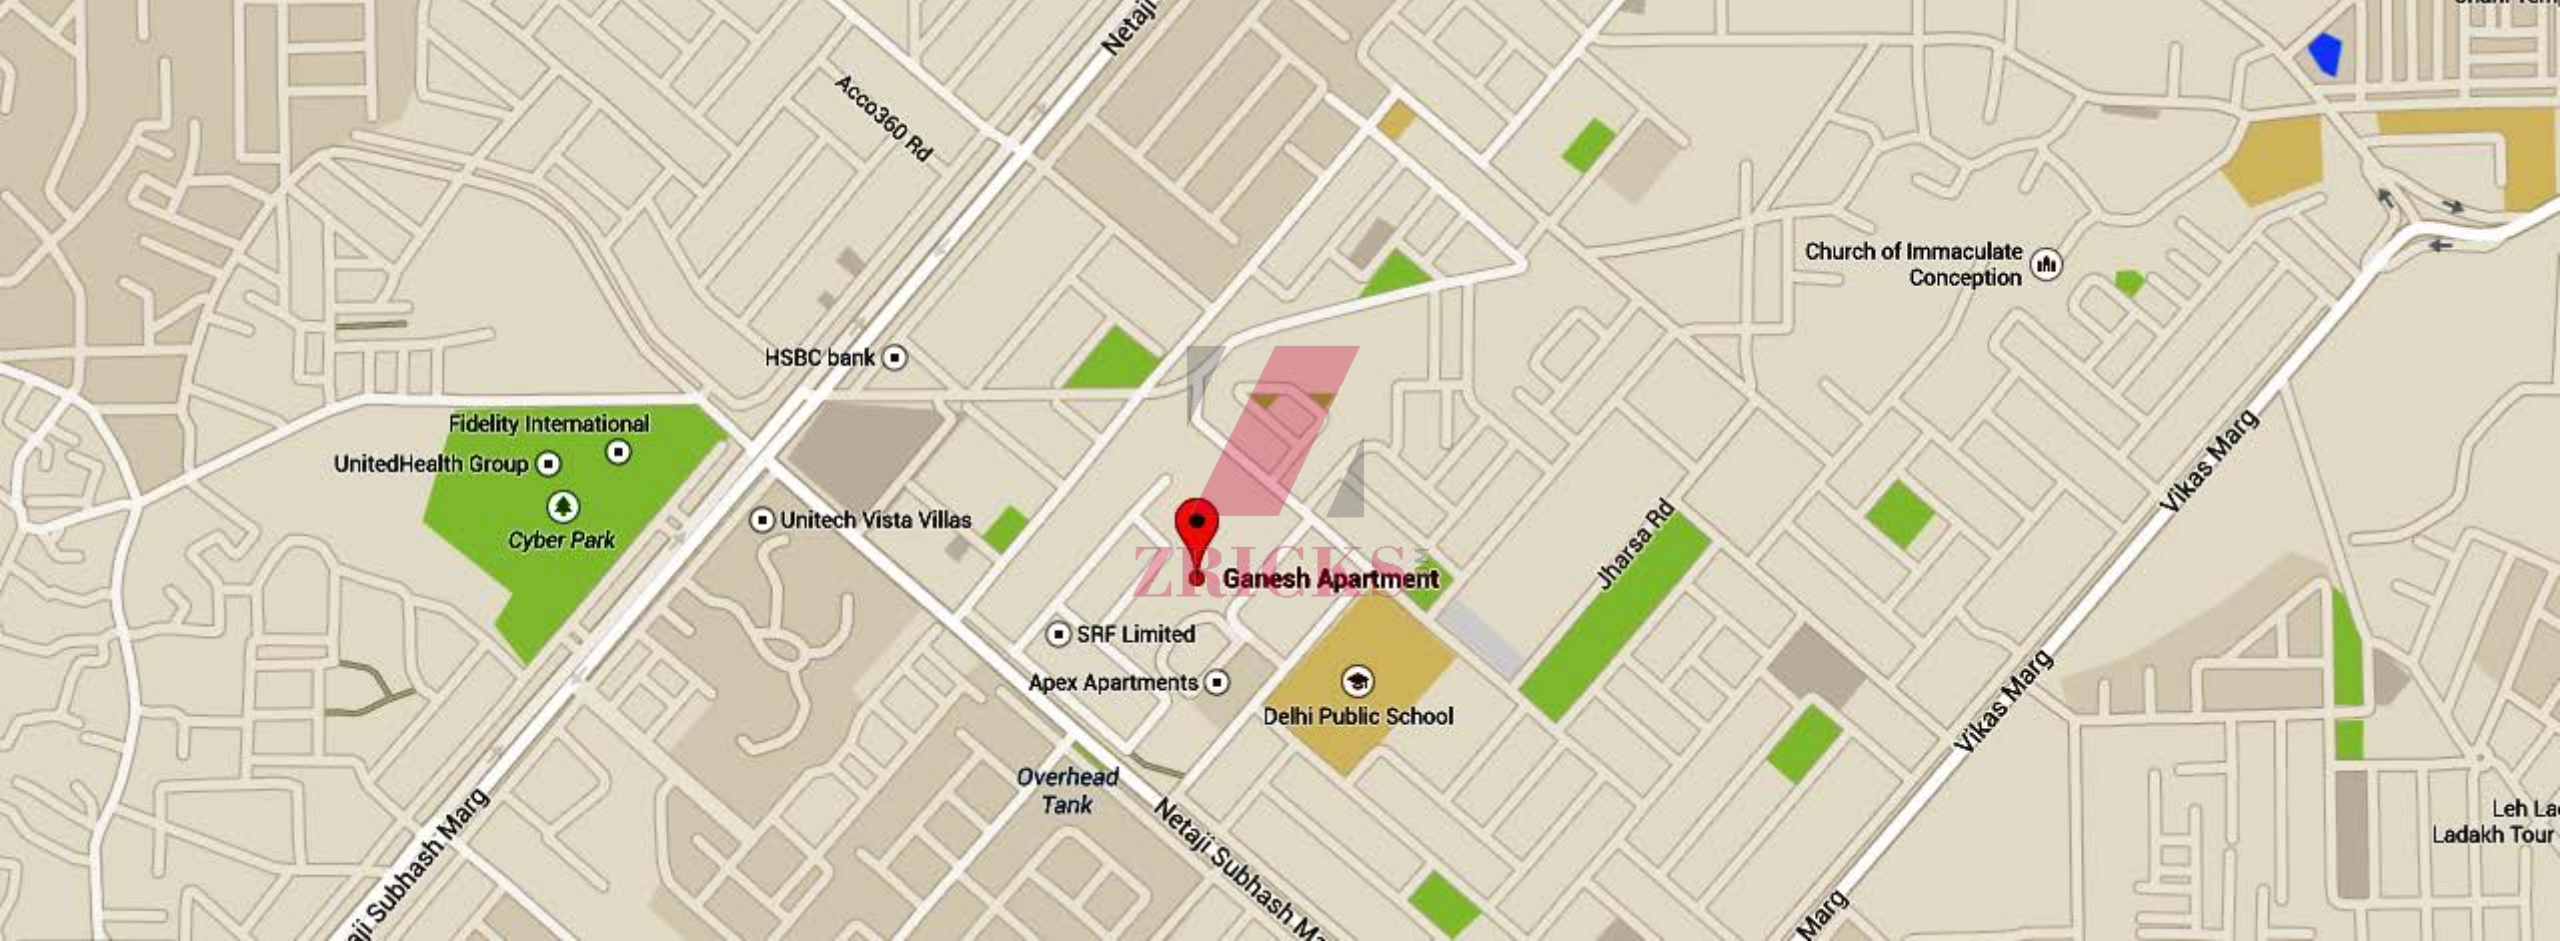 Netaji
Acco360 Rd
Church of Immaculate
Conception
HSBC bank
Fidelity International
UnitedHealth Group
Cyber Park
Unitech Vista Villas
Vikas Marg
Jharsa Rd
ZRICKS
Ganesh Apartment
SRF Limited
Apex Apartments
Delhi Public School
Vikas Marg
Overhead
Tank
Netaji Subhash Ma
aji Subhash Marg
Leh La
Ladakh Tour
Marg